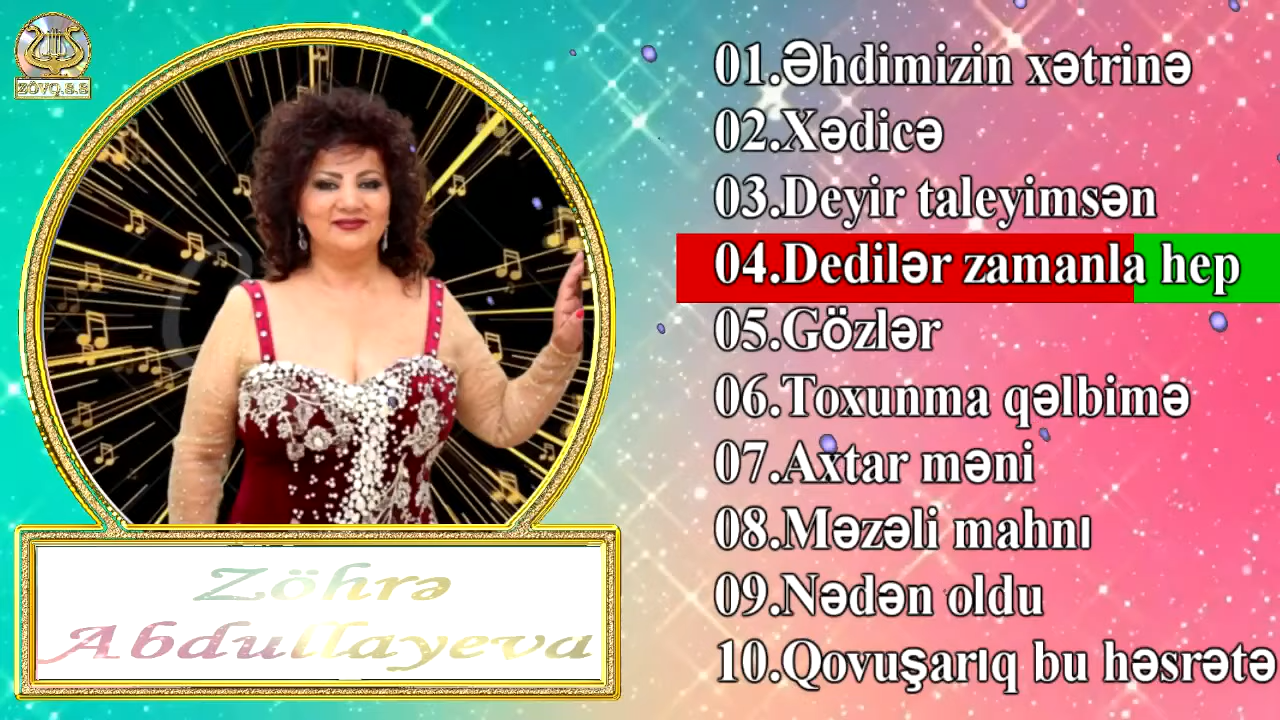 ZÖVQ.S.S
01.Əhdimizin xətrinə
02.Xədicə
03.Deyir taleyimsən
04.Dedilər zamanla hep
05.Gözlər
06.Toxunma qəlbimə
07.Axtar məni
08.Məzəli mahnı
09.Nədən oldu
10.Qovuşarıq bu həsrətə
Zöhrə
Abdullayeva